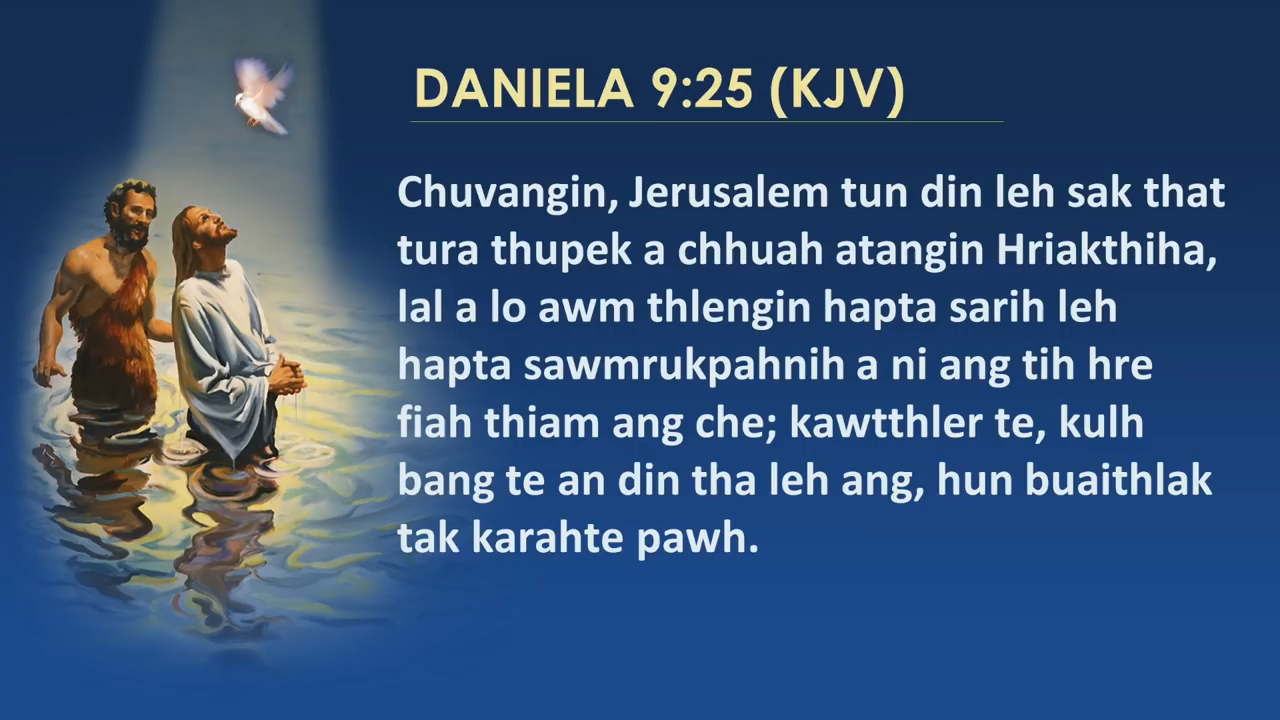 DANIELA 9:25 (KJV)
Chuvangin, Jerusalem tun din leh sak that
tura thupek a chhuah atangin Hriakthiha,
lal a lo awm thlengin hapta sarih leh
hapta sawmrukpahnih a ni ang tih hre
fiah thiam ang che; kawtthler te, kulh
bang te an din tha leh ang, hun buaithlak
tak karahte pawh.